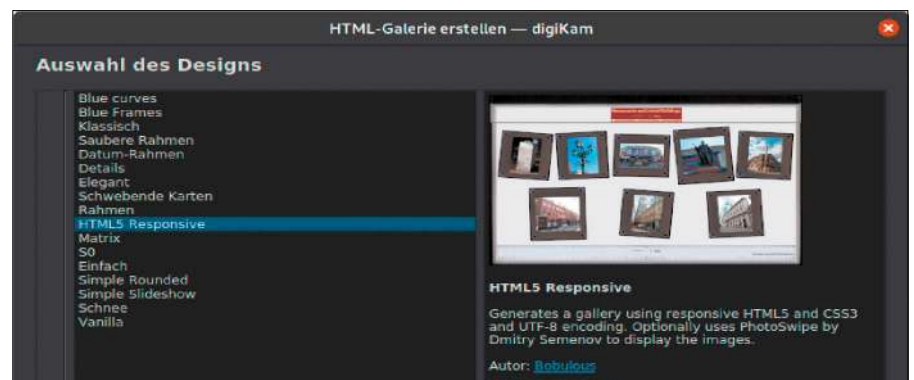 HTML-Galerie erstellen — digiKam
Auswahl des Designs
Blue curves
Blue Frames
Klassisch
Saubere Rahmen
Datum-Rahmen
Details
Elegant
Schwebende Karten
Rahmen
HTML5 Responsive
Matrix
S0
Einfach
Simple Rounded
Simple Slideshow
Schnee
Vanilla
HTML5 Responsive
Generates a gallery using responsive HTML5 and CSS3
and UTF-8 encoding. Optionally uses PhotoSwipe by
Dmitry Semenov to display the images.
Autor: Bobulous